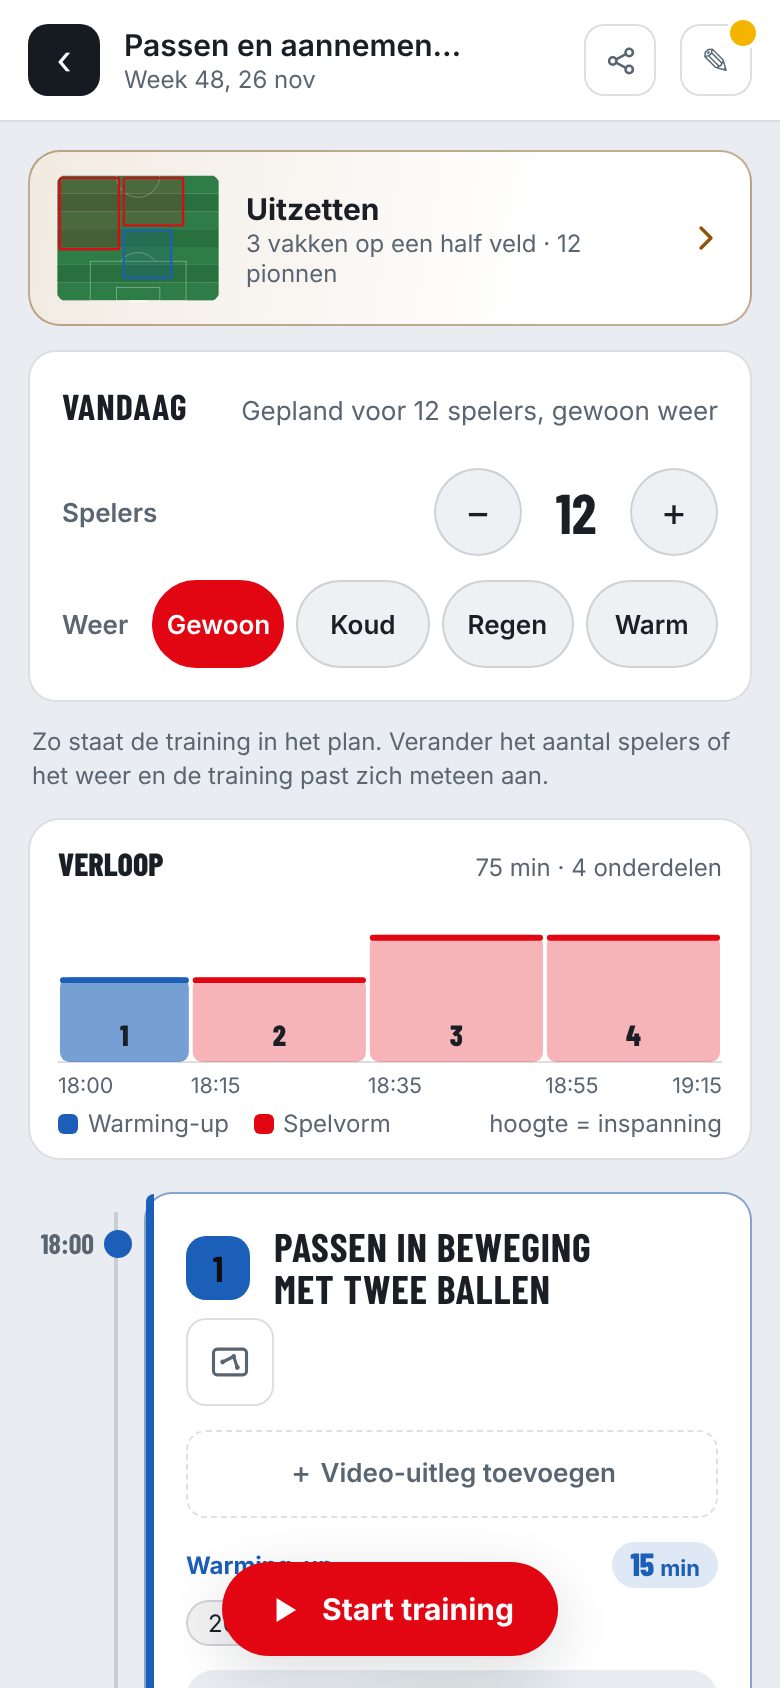 Passen en aannemen...
Week 48, 26 nov
Uitzetten
3 vakken op een half veld · 12
pionnen
VANDAAG
Gepland voor 12 spelers, gewoon weer
Spelers
− 12 +
Weer
Gewoon
Koud
Regen
Warm
Zo staat de training in het plan. Verander het aantal spelers of
het weer en de training past zich meteen aan.
VERLOOP
75 min · 4 onderdelen
1 2 3 4
18:00 18:15 18:35 18:55 19:15
Warming-up Spelvorm hoogte = inspanning
18:00
1
PASSEN IN BEWEGING
MET TWEE BALLEN
+ Video-uitleg toevoegen
15 min
Start training